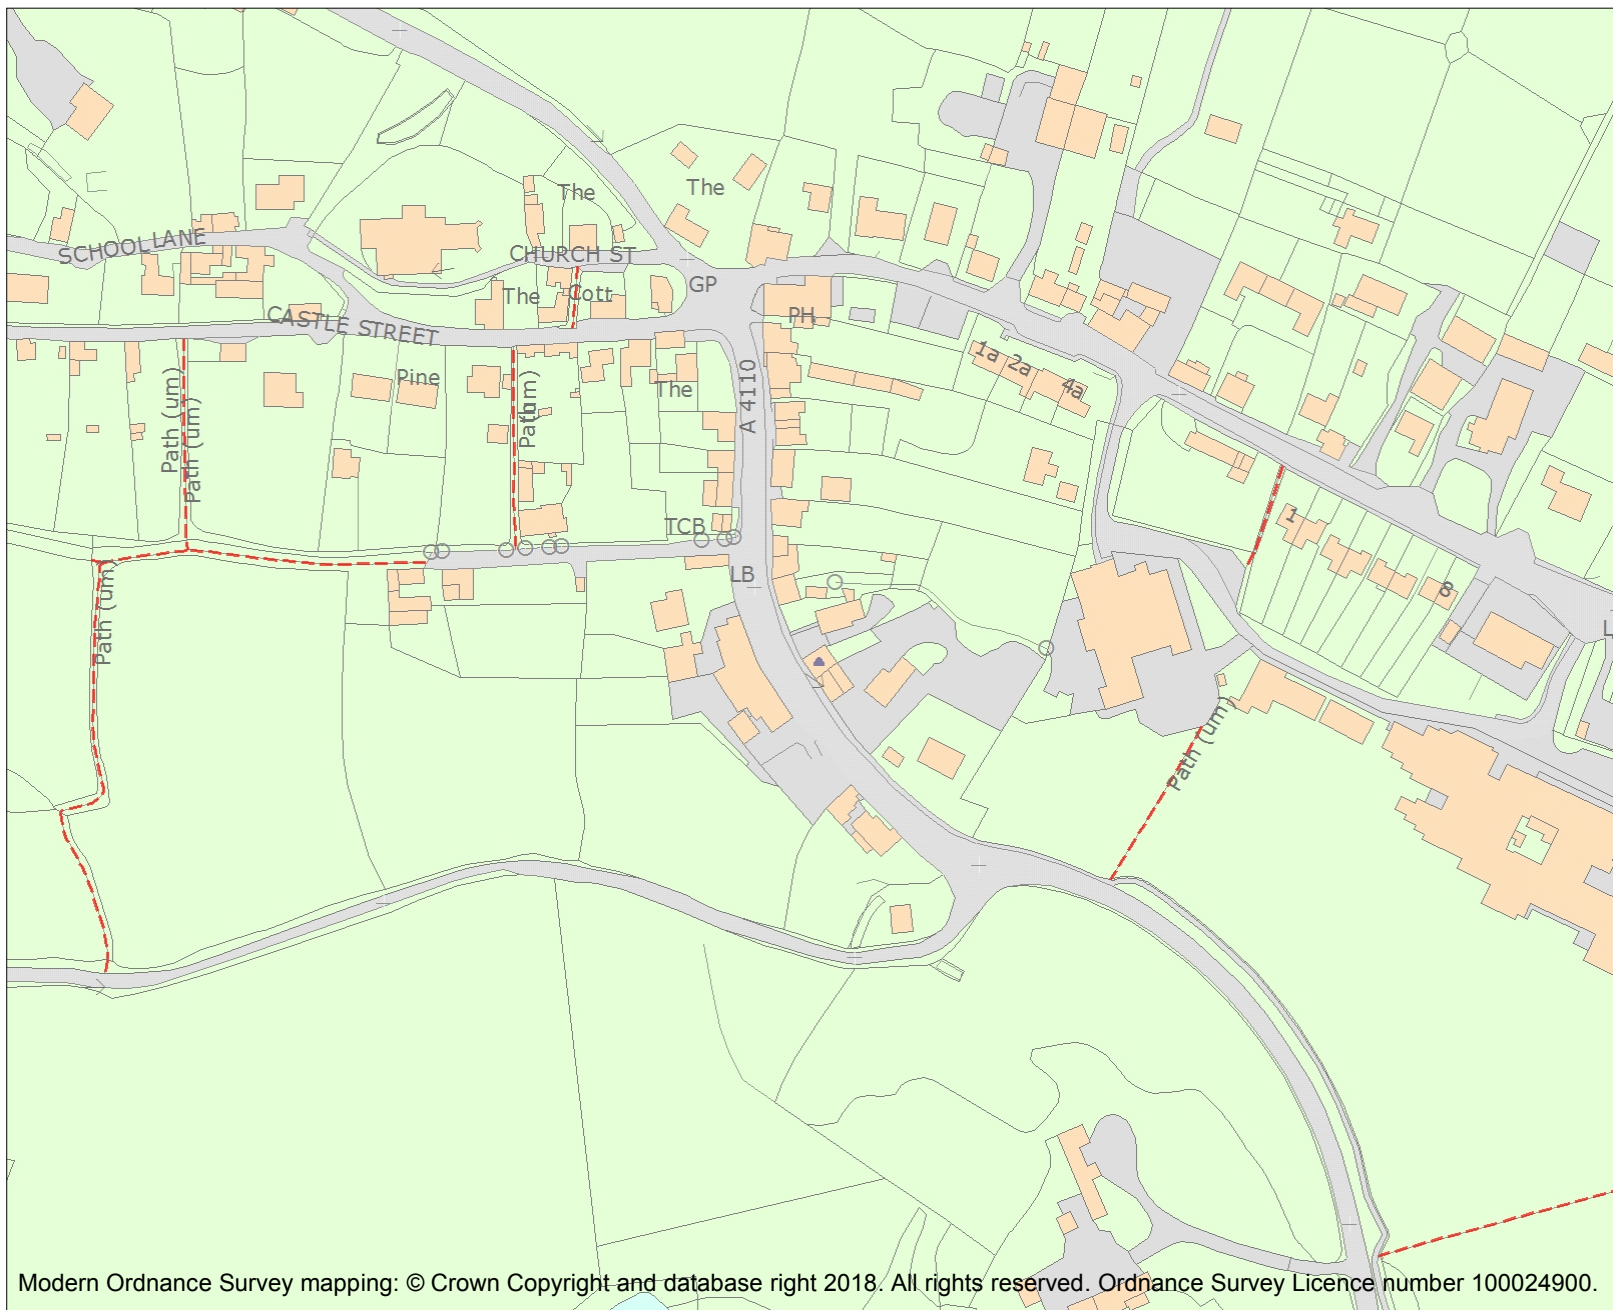 The
The
SCHOOL LANE
CHURCH ST
The
Cott
GP
CASTLE STREET
PH
1a 2a
4a
Pine
The
A 4110
Path (um)
Path (um)
Path (um)
1
TCB
LB
8
Path (um)
L
Path (um)
Modern Ordnance Survey mapping: © Crown Copyright and database right 2018. All rights reserved. Ordnance Survey Licence number 100024900.